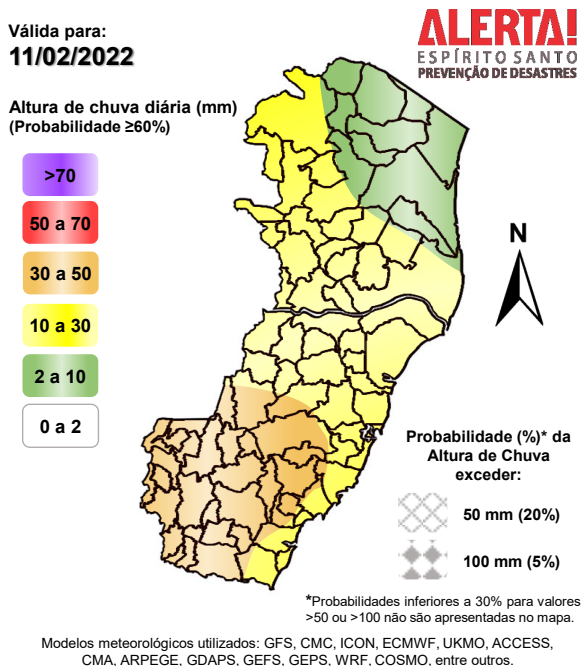 Válida para:
11/02/2022
ALERTA!
ESPÍRITO SANTO
PREVENÇÃO DE DESASTRES
Altura de chuva diária (mm)
(Probabilidade ≥60%)
>70
50 a 70
30 a 50
10 a 30
2 a 10
0 a 2
N
Probabilidade (%)* da
Altura de Chuva
exceder:
50 mm (20%)
100 mm (5%)
*Probabilidades inferiores a 30% para valores
>50 ou >100 não são apresentadas no mapa.
Modelos meteorológicos utilizados: GFS, CMC, ICON, ECMWF, UKMO, ACCESS,
CMA, ARPEGE, GDAPS, GEFS, GEPS, WRF, COSMO, entre outros.